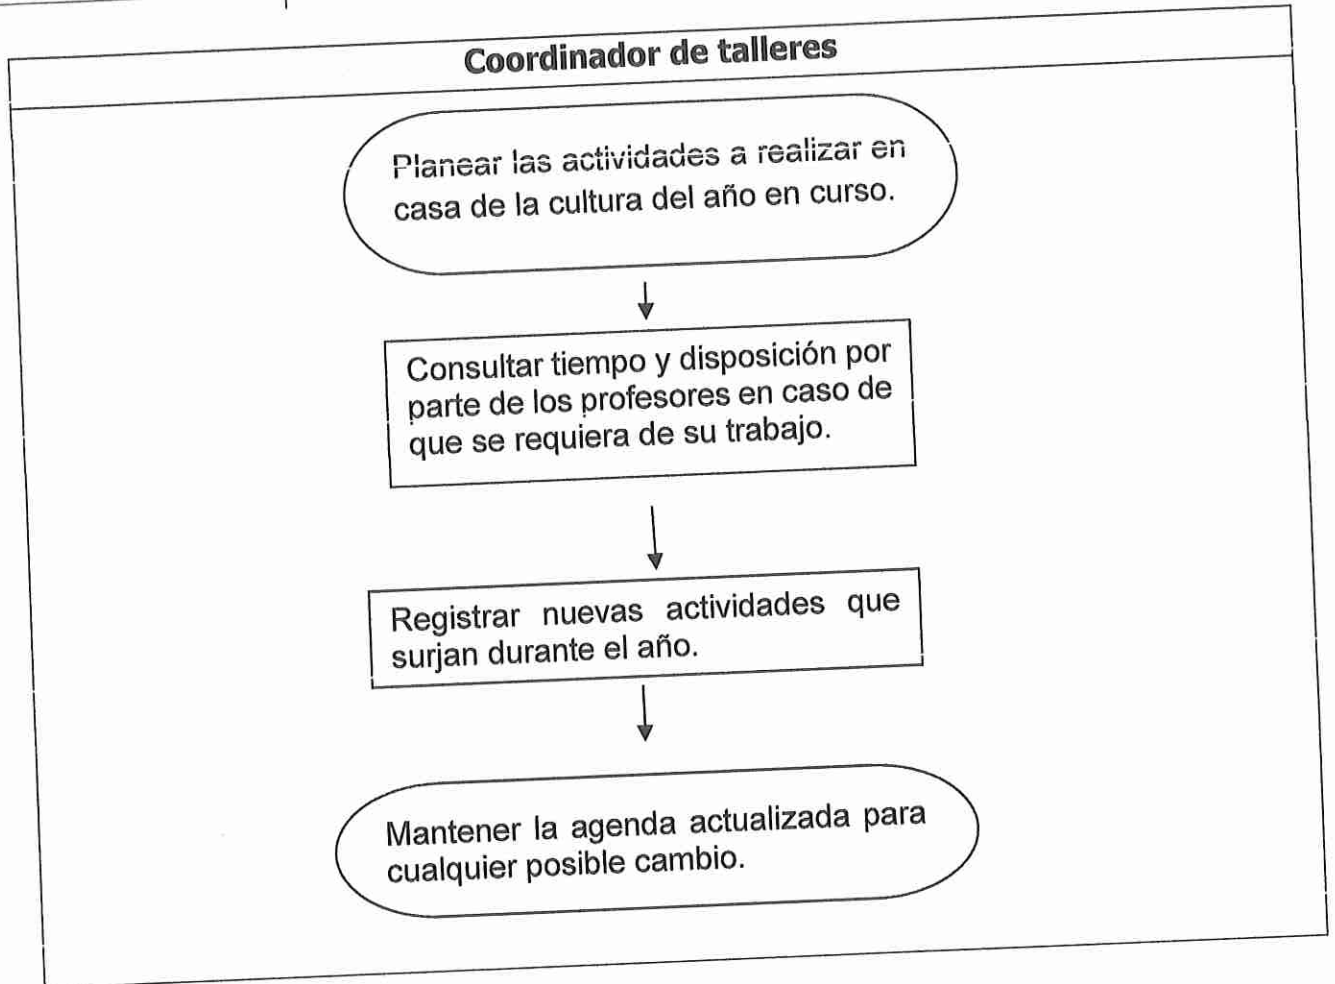 Coordinador de talleres
Planear las actividades a realizar en
casa de la cultura del año en curso.
Consultar tiempo y disposición por
parte de los profesores en caso de
que se requiera de su trabajo.
Registrar nuevas actividades que
surjan durante el año.
Mantener la agenda actualizada para
cualquier posible cambio.